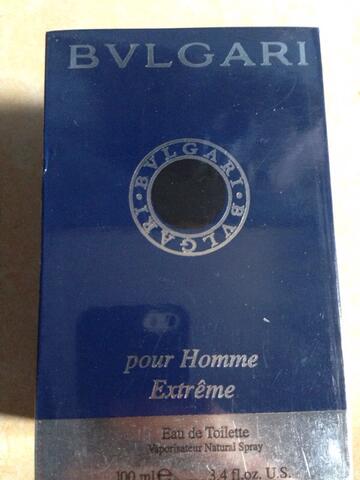 BVLGARI
BVLGARI · BVLGARI ·
pour Homme
Extrême
Eau de Toilette
Vaporisateur Natural Spray
100 ml ℮ 3.4 fl.oz. U.S.